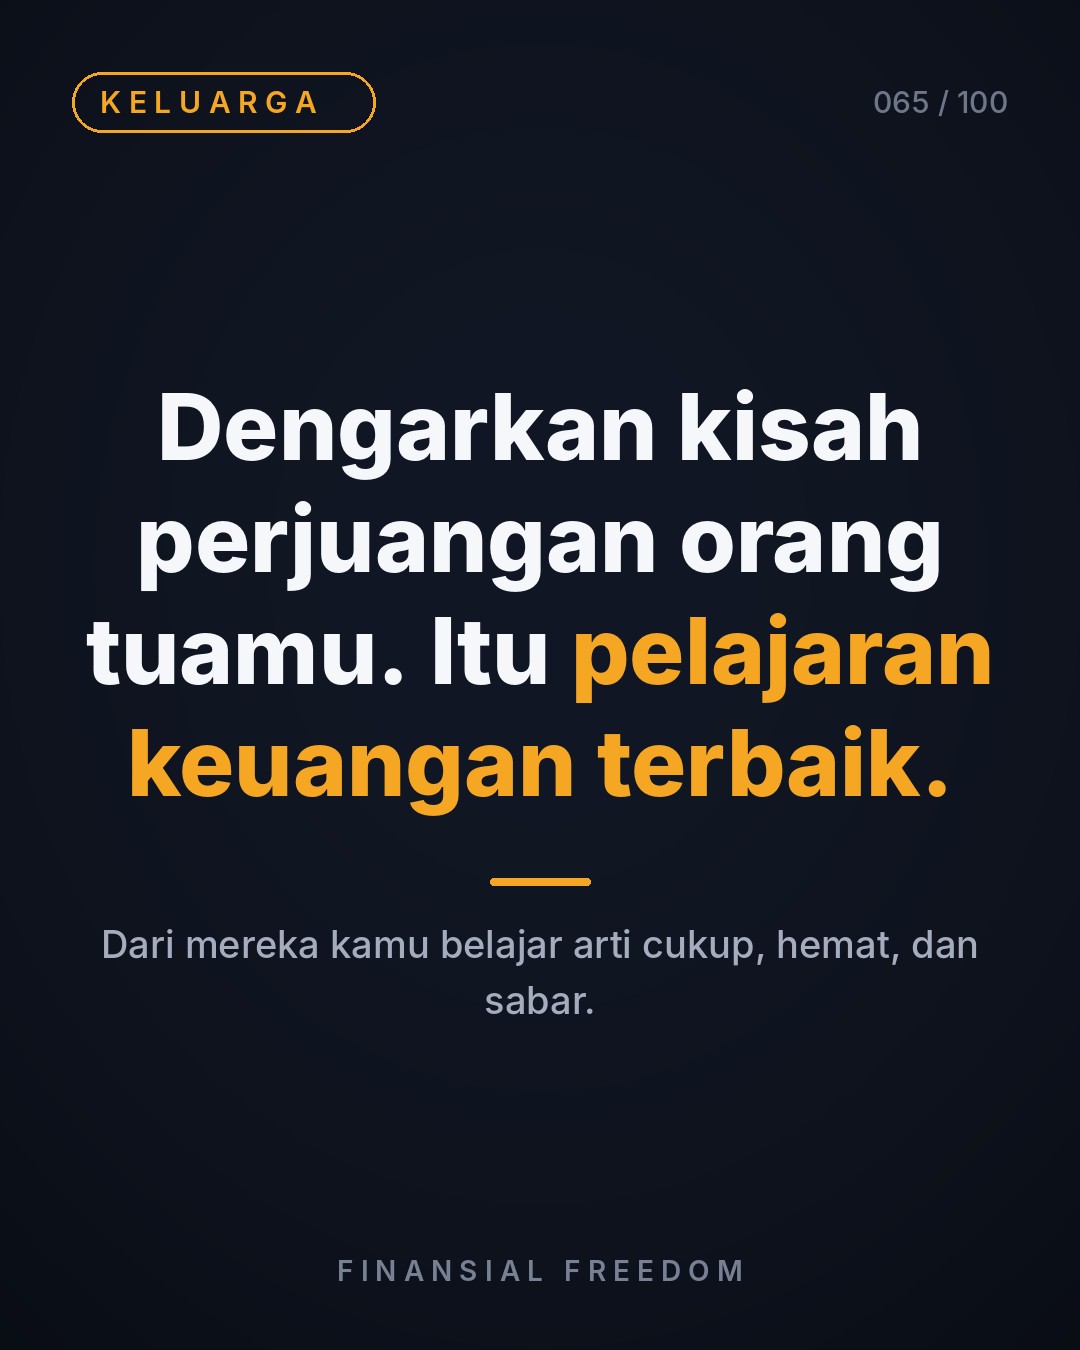 KELUARGA
065 / 100
Dengarkan kisah
perjuangan orang
tuamu. Itu pelajaran
keuangan terbaik.
Dari mereka kamu belajar arti cukup, hemat, dan
sabar.
FINANSIAL FREEDOM